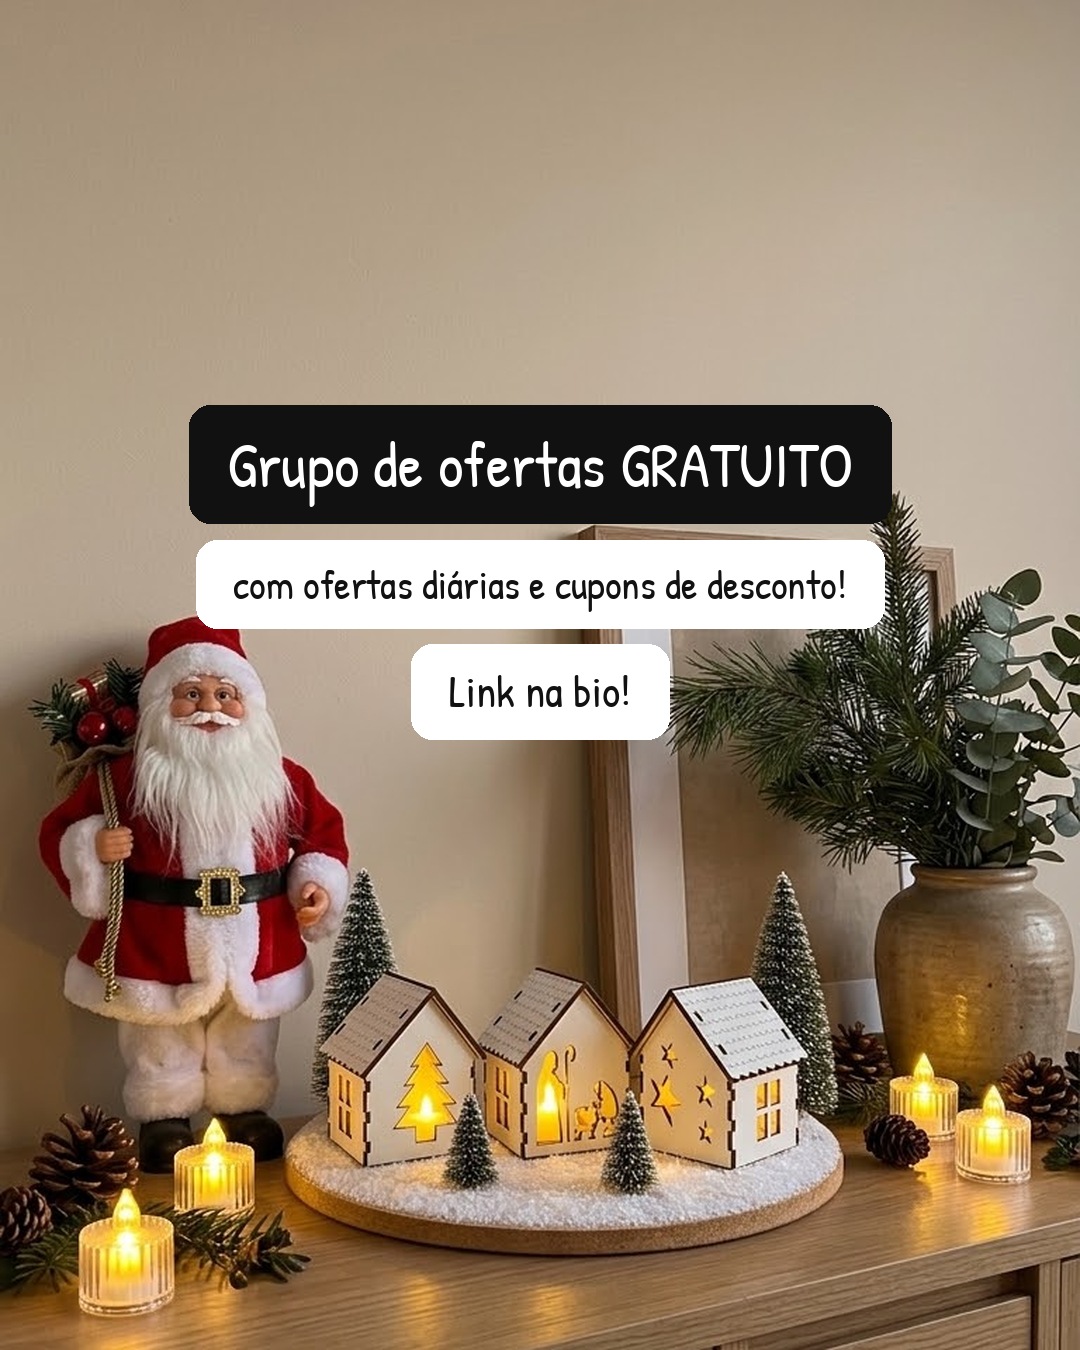 Grupo de ofertas GRATUITO
com ofertas diárias e cupons de desconto!
Link na bio!